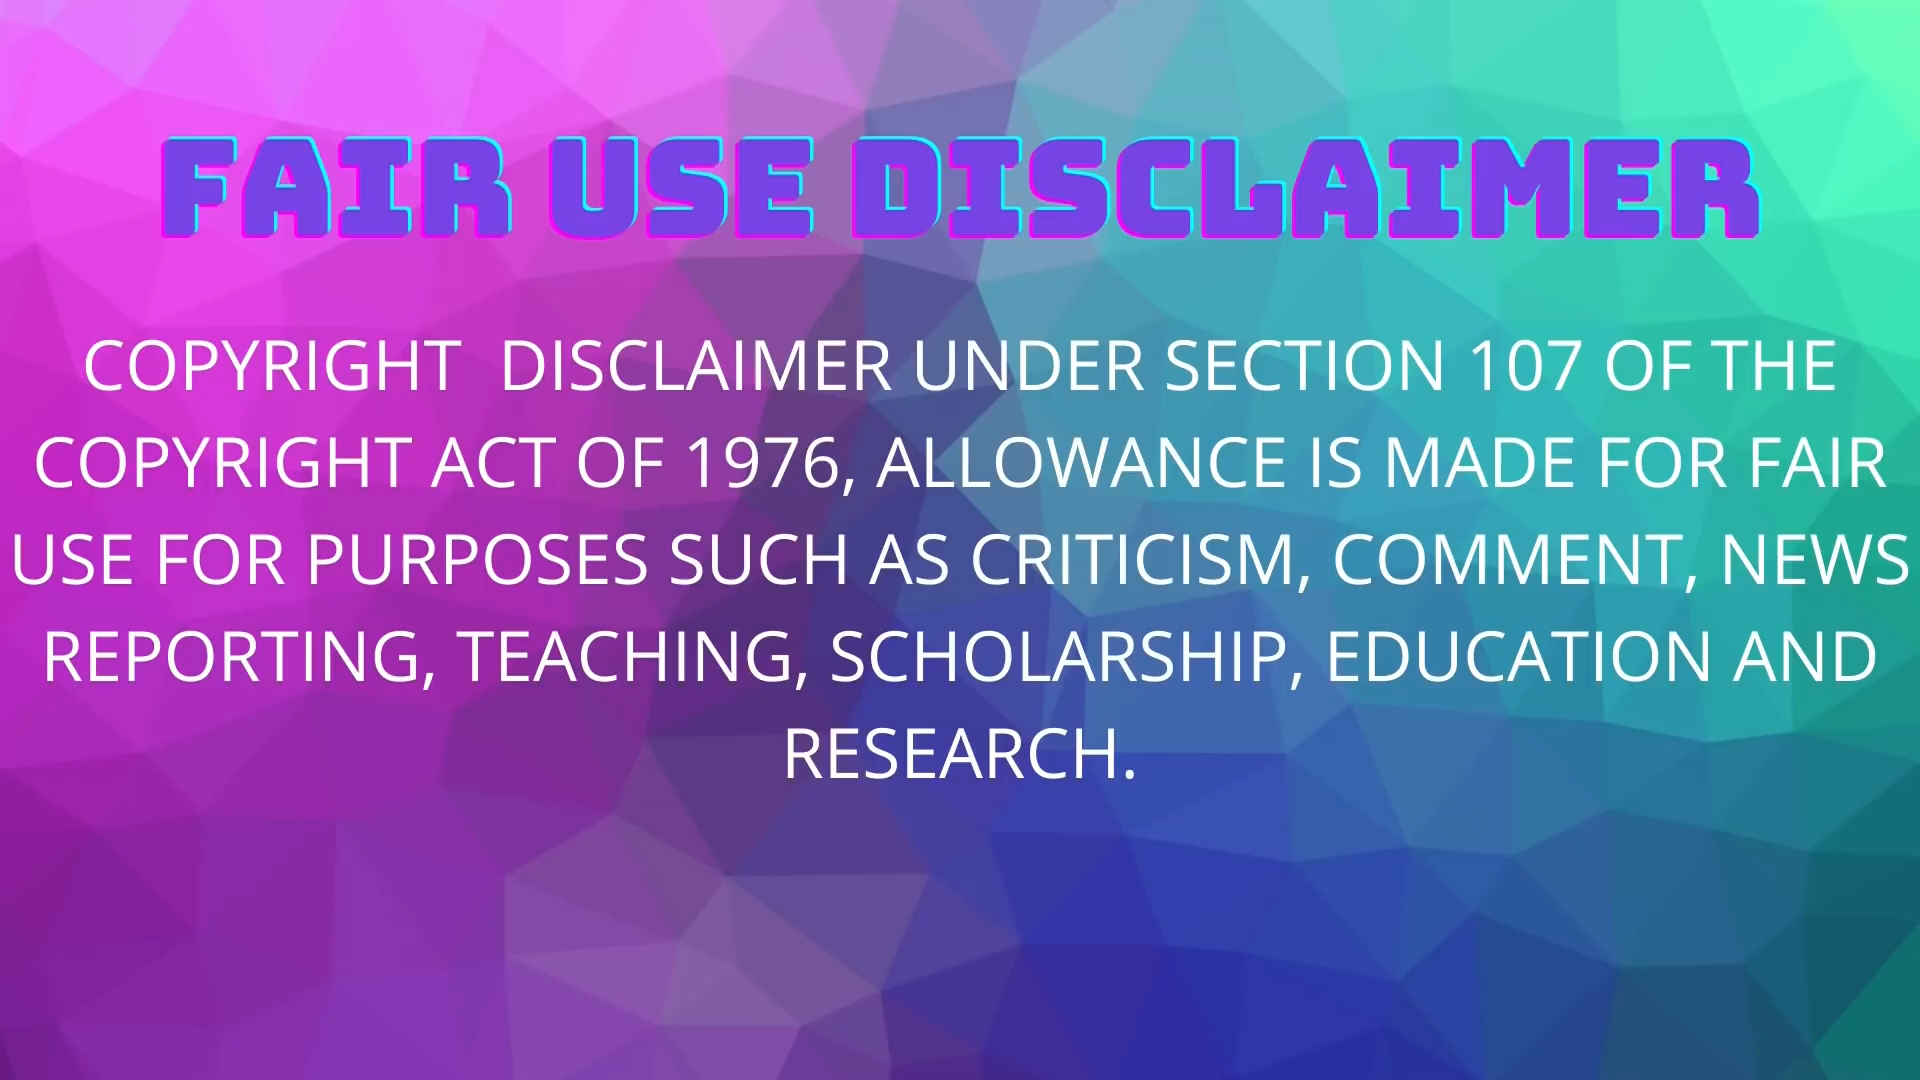 FAIR USE DISCLAIMER
COPYRIGHT  DISCLAIMER UNDER SECTION 107 OF THE
COPYRIGHT ACT OF 1976, ALLOWANCE IS MADE FOR FAIR
USE FOR PURPOSES SUCH AS CRITICISM, COMMENT, NEWS
REPORTING, TEACHING, SCHOLARSHIP, EDUCATION AND
RESEARCH.